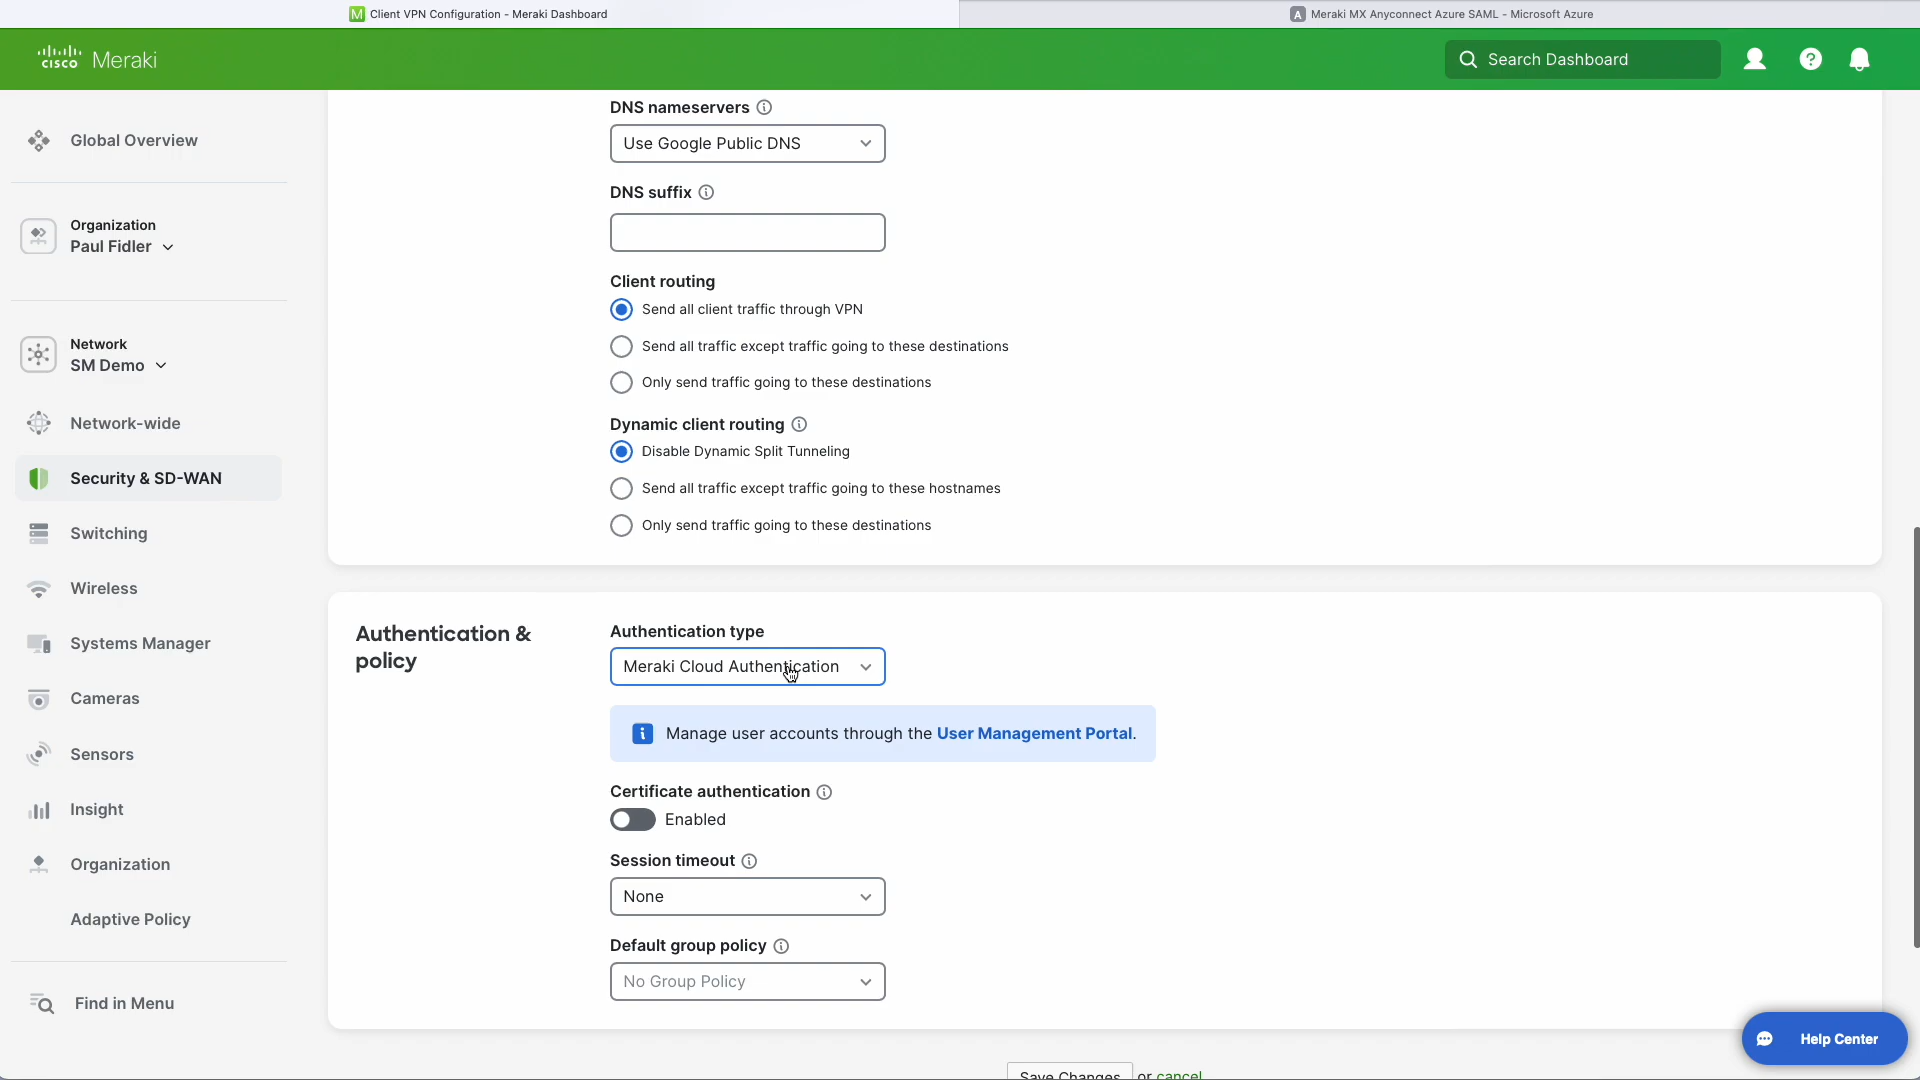 Client VPN Configuration - Meraki Dashboard
Meraki MX Anyconnect Azure SAML - Microsoft Azure
cisco Meraki
Search Dashboard
Global Overview
Organization
Paul Fidler
Network
SM Demo
Network-wide
Security & SD-WAN
Switching
Wireless
Systems Manager
Cameras
Sensors
Insight
Organization
Adaptive Policy
Find in Menu
DNS nameservers
Use Google Public DNS
DNS suffix
Client routing
Send all client traffic through VPN
Send all traffic except traffic going to these destinations
Only send traffic going to these destinations
Dynamic client routing
Disable Dynamic Split Tunneling
Send all traffic except traffic going to these hostnames
Only send traffic going to these destinations
Authentication &
policy
Authentication type
Meraki Cloud Authentication
Manage user accounts through the User Management Portal.
Certificate authentication
Enabled
Session timeout
None
Default group policy
No Group Policy
Save Changes or cancel
Help Center